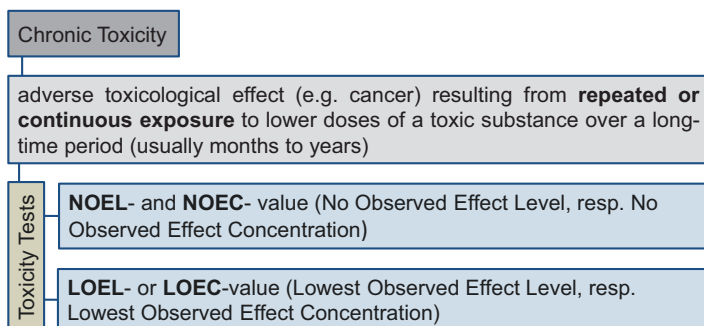 Chronic Toxicity
adverse toxicological effect (e.g. cancer) resulting from repeated or
continuous exposure to lower doses of a toxic substance over a long-
time period (usually months to years)
Toxicity Tests
NOEL- and NOEC- value (No Observed Effect Level, resp. No
Observed Effect Concentration)
LOEL- or LOEC-value (Lowest Observed Effect Level, resp.
Lowest Observed Effect Concentration)